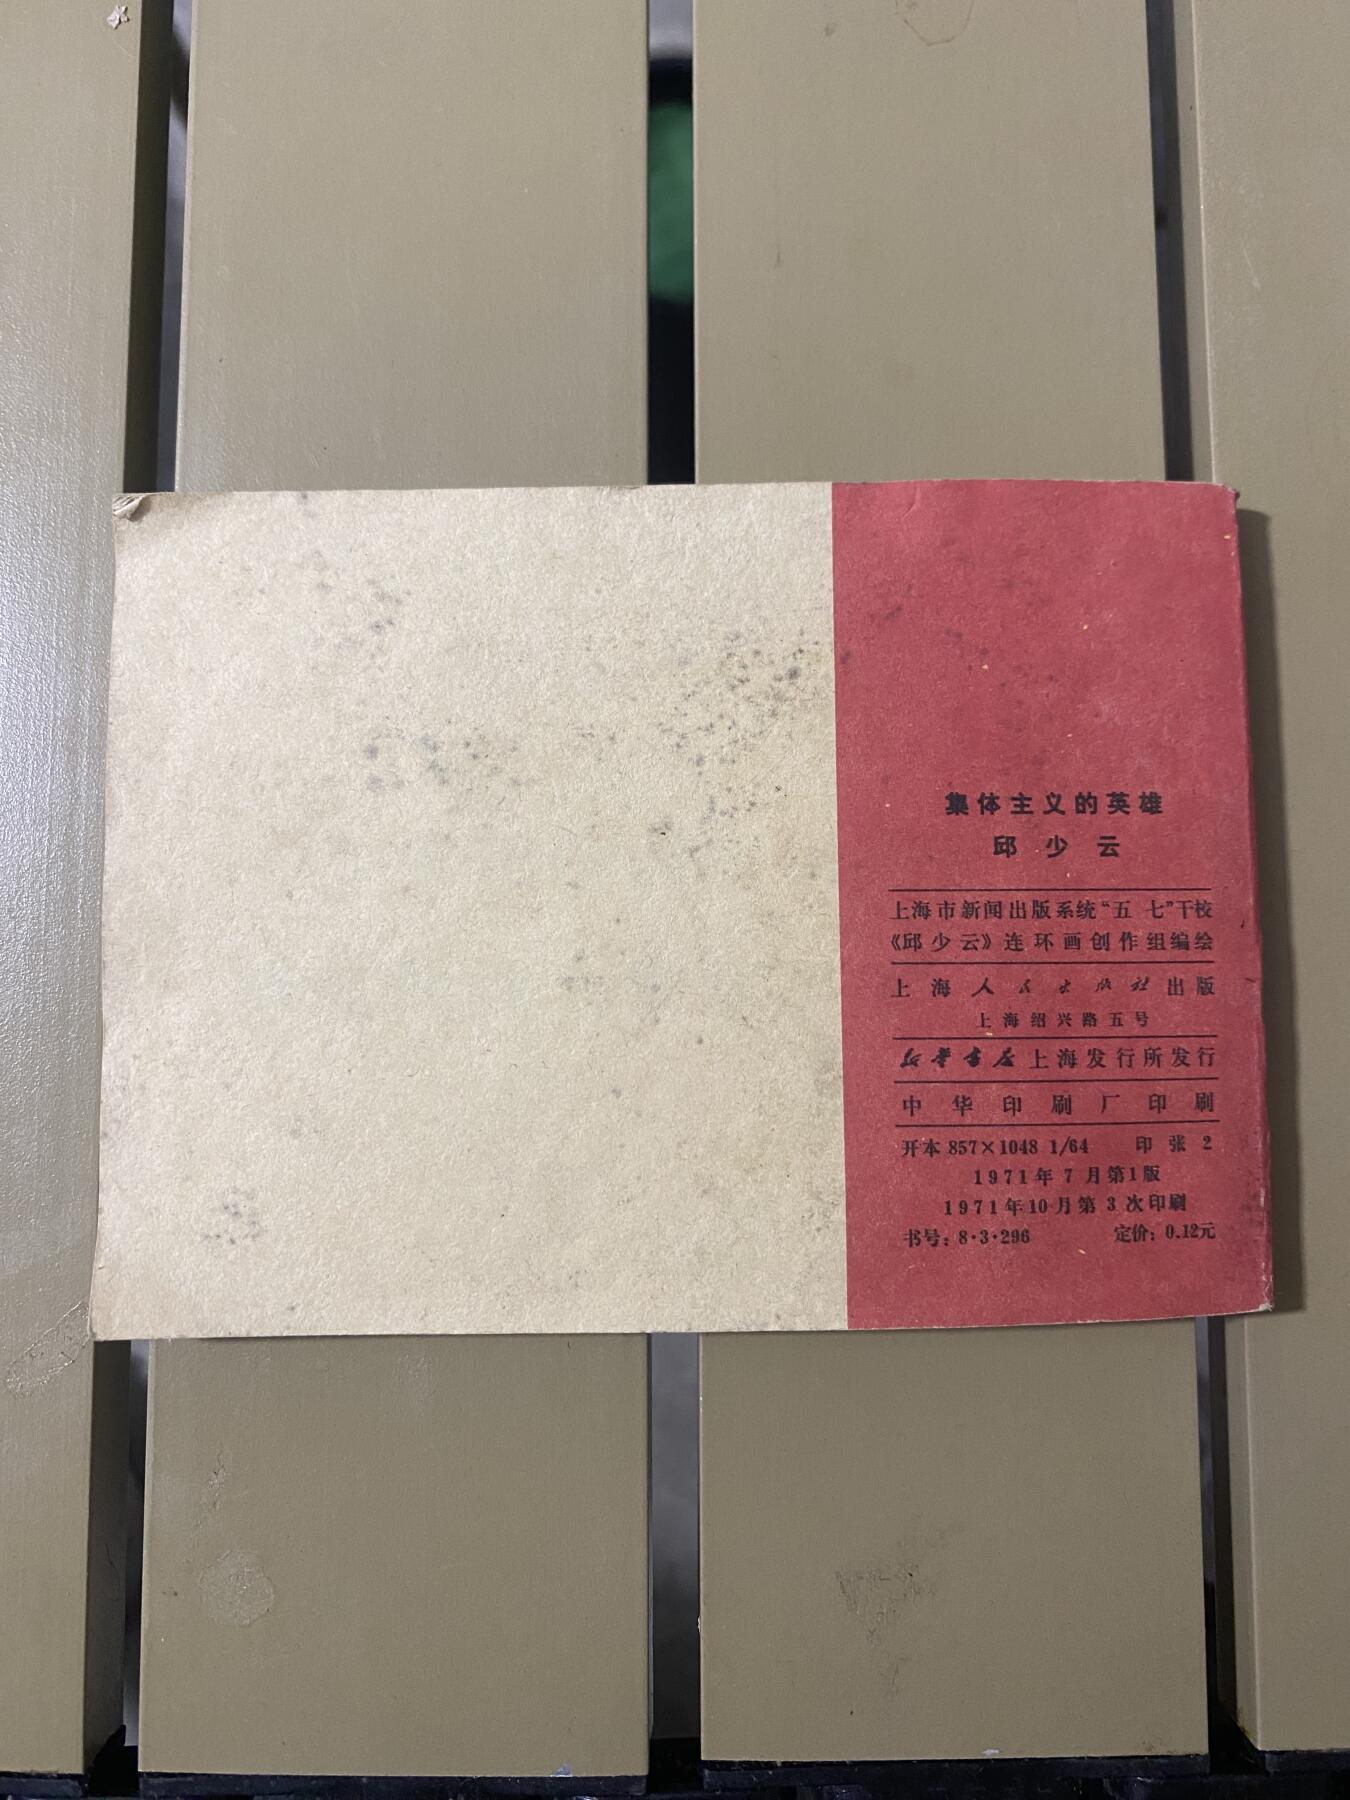 集体主义的英雄
邱少云
上海市新闻出版系统“五 七”干校
《邱少云》连环画创作组编绘
上海人民出版社出版
上海绍兴路五号
新华书店上海发行所发行
中华印刷厂印刷
开本 857×1048 1/64 印张 2
1971年7月第1版
1971年10月第3次印刷
书号：8·3·296 定价：0.12元